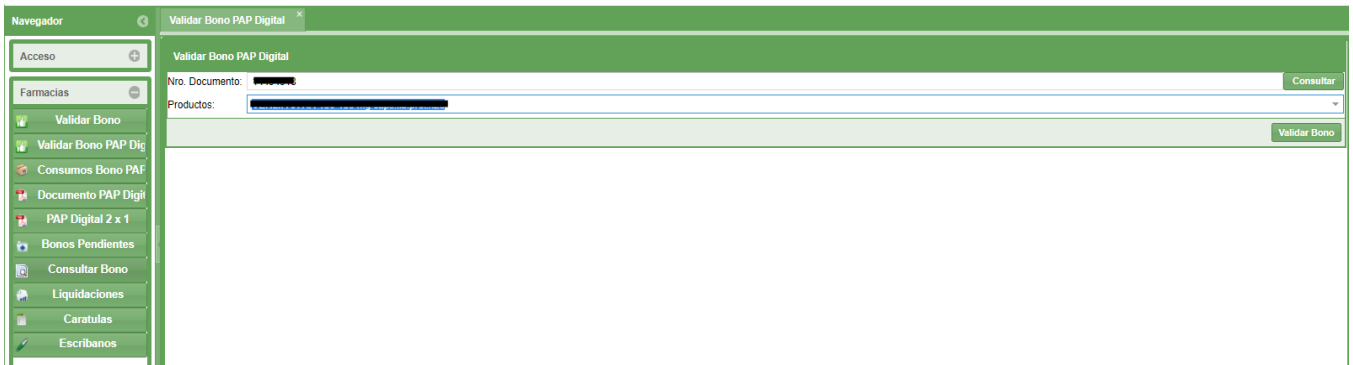 Navegador
Validar Bono PAP Digital
Acceso
Farmacias
Validar Bono
Validar Bono PAP Dig
Consumos Bono PAP
Documento PAP Digit
PAP Digital 2 x 1
Bonos Pendientes
Consultar Bono
Liquidaciones
Caratulas
Escribanos
Validar Bono PAP Digital
Nro. Documento:
Consultar
Productos:
Validar Bono